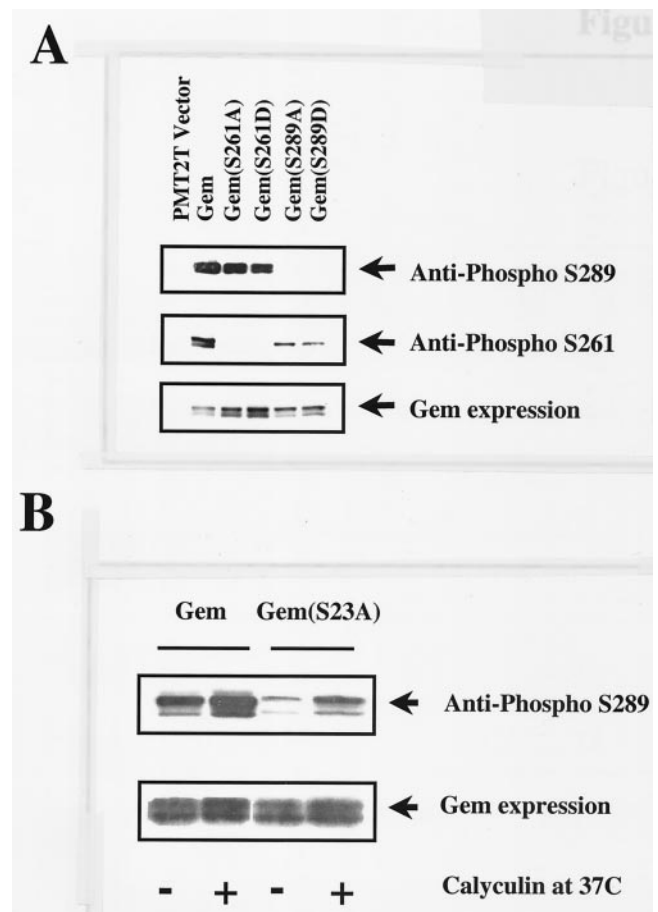 A
Figu
PMT2T Vector
Gem
Gem(S261A)
Gem(S261D)
Gem(S289A)
Gem(S289D)
Anti-Phospho S289
Anti-Phospho S261
Gem expression
B
Gem Gem(S23A)
Anti-Phospho S289
Gem expression
- + - + Calyculin at 37C